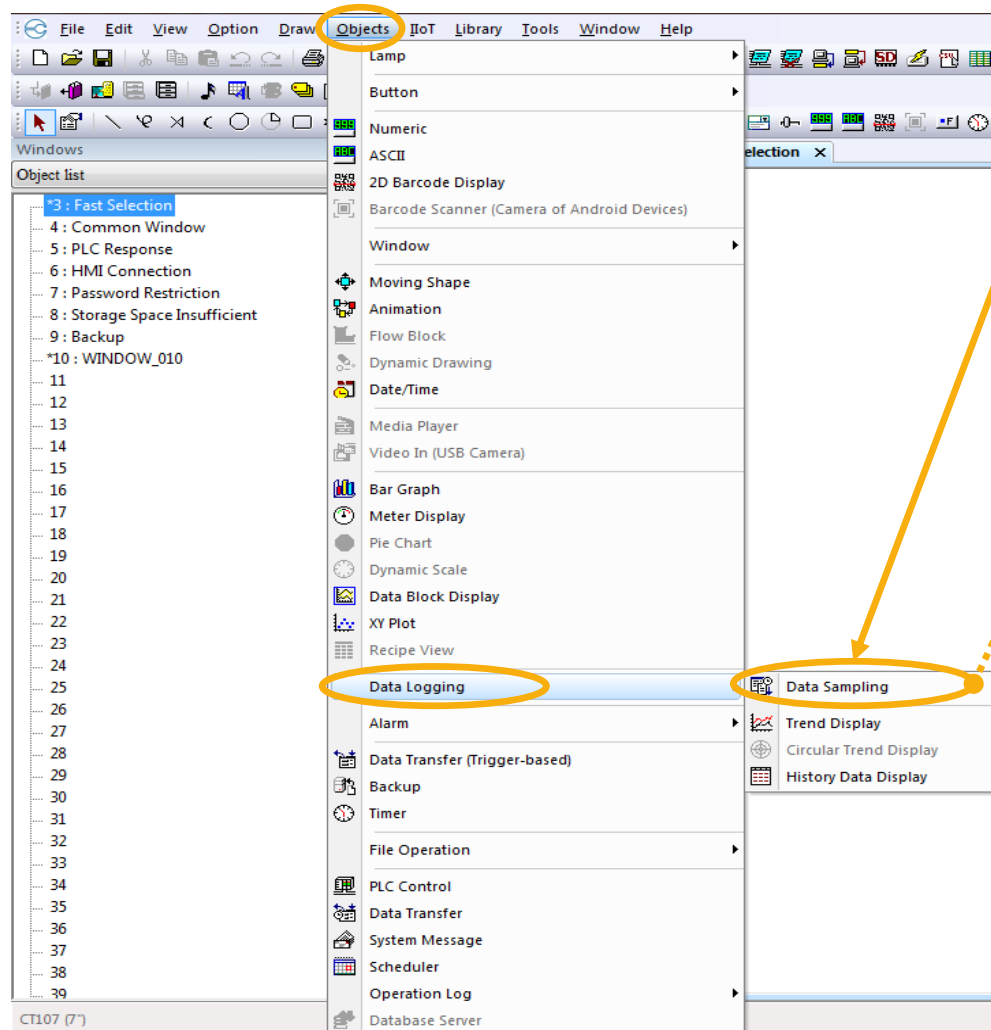 File Edit View Option Draw Objects IIoT Library Tools Window Help
SD
Windows
election X
Object list
*3 : Fast Selection
4 : Common Window
5 : PLC Response
6 : HMI Connection
7 : Password Restriction
8 : Storage Space Insufficient
9 : Backup
*10 : WINDOW_010
11
12
13
14
15
16
17
18
19
20
21
22
23
24
25
26
27
28
29
30
31
32
33
34
35
36
37
38
39
CT107 (7")
Lamp
Button
Numeric
ASCII
2D Barcode Display
Barcode Scanner (Camera of Android Devices)
Window
Moving Shape
Animation
Flow Block
Dynamic Drawing
Date/Time
Media Player
Video In (USB Camera)
Bar Graph
Meter Display
Pie Chart
Dynamic Scale
Data Block Display
XY Plot
Recipe View
Data Logging
Alarm
Data Transfer (Trigger-based)
Backup
Timer
File Operation
PLC Control
Data Transfer
System Message
Scheduler
Operation Log
Database Server
Data Sampling
Trend Display
Circular Trend Display
History Data Display